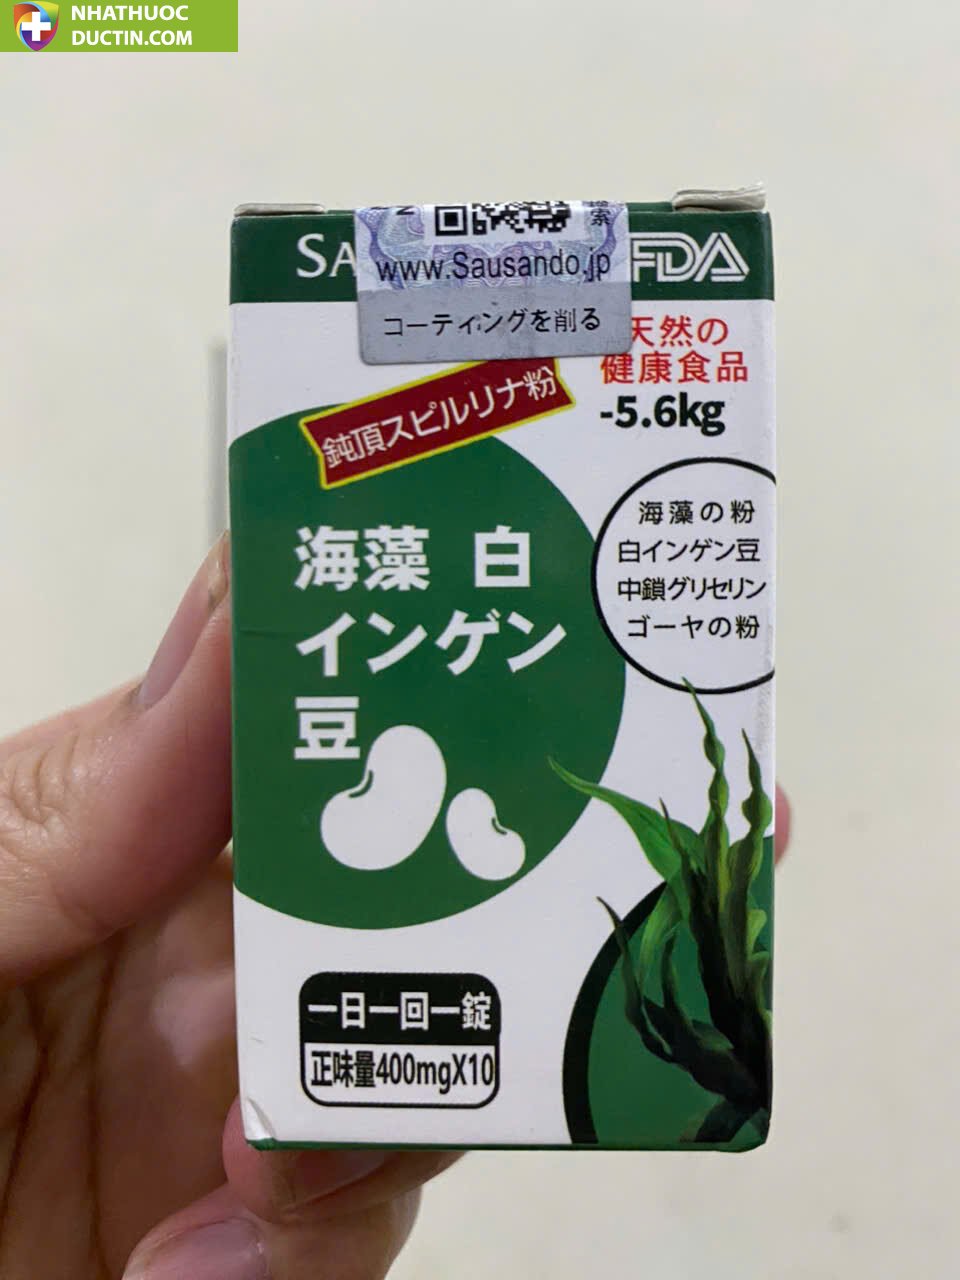 NHATHUOC
DUCTIN.COM
SA
FDA
www.Sausando.jp
コーティングを削る
天然の
健康食品
-5.6kg
鈍頂スピルリナ粉
海藻 白
インゲン
豆
海藻の粉
白インゲン豆
中鎖グリセリン
ゴーヤの粉
一日一回一錠
正味量400mgX10